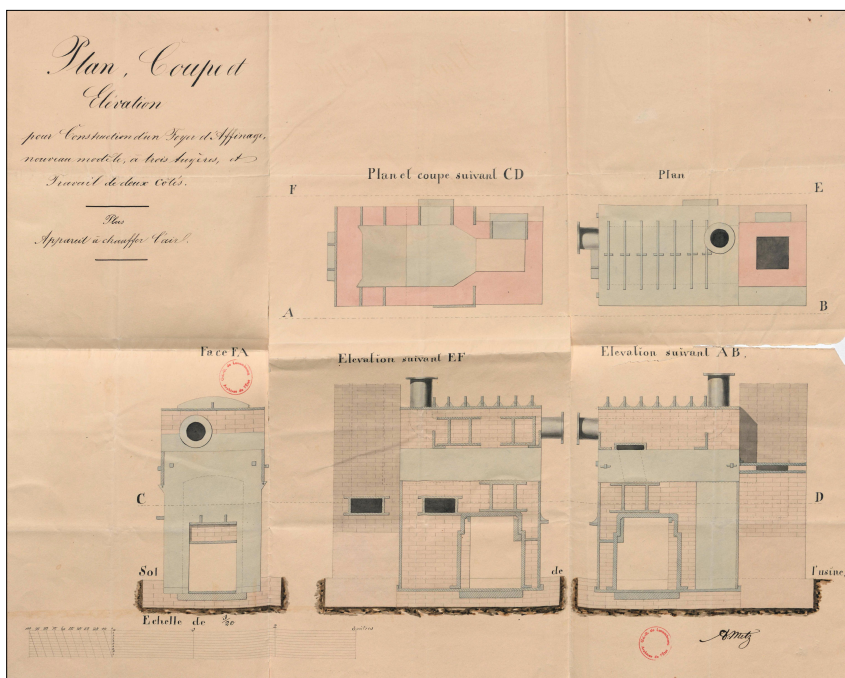 Plan, Coupe et
Elévation
pour Construction d'un Foyer d'Affinage,
nouveau modèle, à trois tuyères, et
Travail de deux côtés.
Plus
Appareil à chauffer l'air.
Plan et coupe suivant CD
Plan
F
E
A
B
Face FA
Elevation suivant EF
Elevation suivant AB.
C
D
Sol
de
l'usine.
Echelle de
A Metz